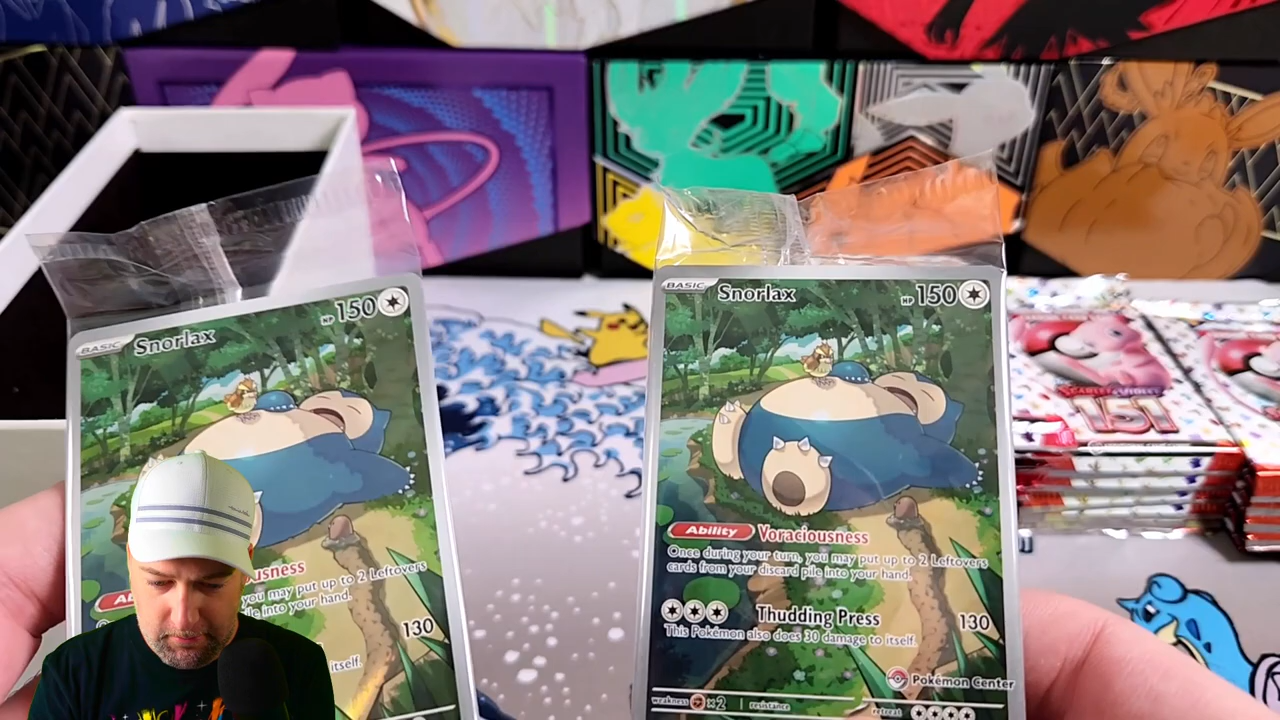 BASIC Snorlax HP 150
usness
you may put up to 2 Leftovers
pile into your hand.
130
itself.
BASIC Snorlax HP 150
Ability Voraciousness
Once during your turn, you may put up to 2 Leftovers
cards from your discard pile into your hand.
Thudding Press 130
This Pokémon also does 30 damage to itself.
Pokémon Center
weakness ×2 resistance retreat
SCARLET & VIOLET
151